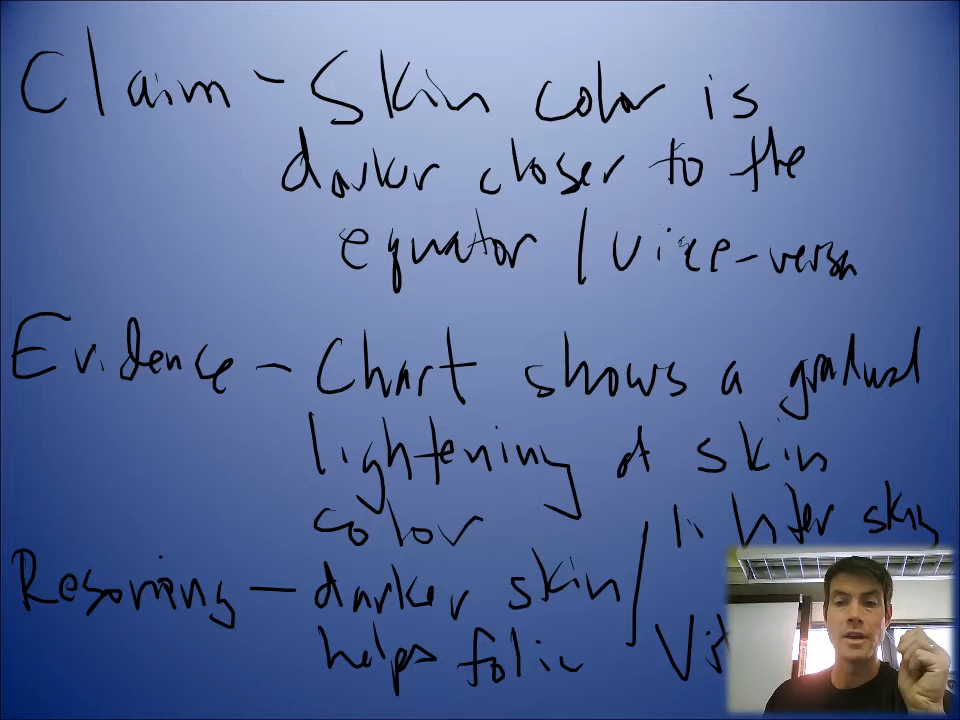 Claim - Skin color is
darker closer to the
equator / vice-versa
Evidence - Chart shows a gradual
lightening of skin
color / lighter skin
Reasoning - darker skin
helps folic / Vit